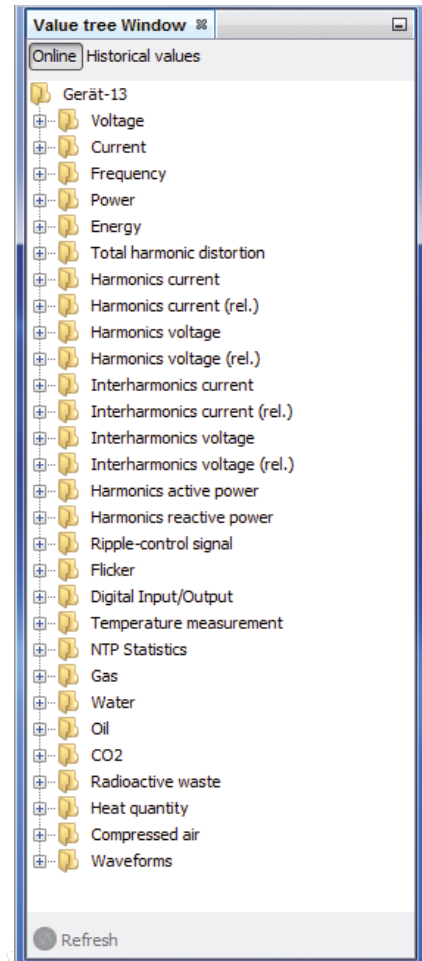 Value tree Window
Online Historical values
Gerät-13
Voltage
Current
Frequency
Power
Energy
Total harmonic distortion
Harmonics current
Harmonics current (rel.)
Harmonics voltage
Harmonics voltage (rel.)
Interharmonics current
Interharmonics current (rel.)
Interharmonics voltage
Interharmonics voltage (rel.)
Harmonics active power
Harmonics reactive power
Ripple-control signal
Flicker
Digital Input/Output
Temperature measurement
NTP Statistics
Gas
Water
Oil
CO2
Radioactive waste
Heat quantity
Compressed air
Waveforms
Refresh